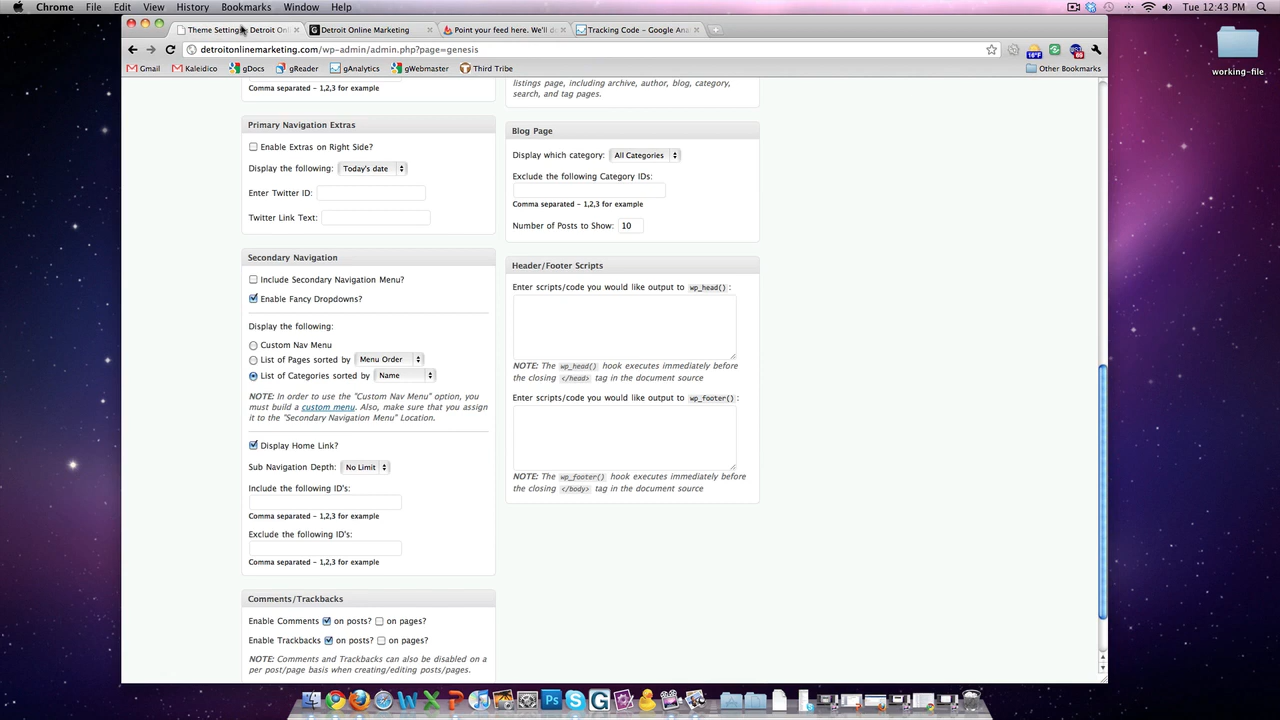 Chrome File Edit View History Bookmarks Window Help
Tue 12:43 PM
Detroit Online Marketing
Point your feed here. We'll d
Tracking Code - Google An
detroitonlinemarketing.com/wp-admin/admin.php?page=genesis
Gmail Kaleidico gDocs gReader gAnalytics gWebmaster Third Tribe Other Bookmarks
working-file
Comma separated - 1,2,3 for example
Primary Navigation Extras
Enable Extras on Right Side?
Display the following: Today's date
Enter Twitter ID:
Twitter Link Text:
Secondary Navigation
Include Secondary Navigation Menu?
Enable Fancy Dropdowns?
Display the following:
Custom Nav Menu
List of Pages sorted by Menu Order
List of Categories sorted by Name
NOTE: In order to use the "Custom Nav Menu" option, you
must build a custom menu. Also, make sure that you assign
it to the "Secondary Navigation Menu" Location.
Display Home Link?
Sub Navigation Depth: No Limit
Include the following ID's:
Comma separated - 1,2,3 for example
Exclude the following ID's:
Comma separated - 1,2,3 for example
Comments/Trackbacks
Enable Comments on posts? on pages?
Enable Trackbacks on posts? on pages?
NOTE: Comments and Trackbacks can also be disabled on a
per post/page basis when creating/editing posts/pages.
listings page, including archive, author, blog, category,
search, and tag pages.
Blog Page
Display which category: All Categories
Exclude the following Category IDs:
Comma separated - 1,2,3 for example
Number of Posts to Show: 10
Header/Footer Scripts
Enter scripts/code you would like output to wp_head() :
NOTE: The wp_head() hook executes immediately before
the closing </head> tag in the document source
Enter scripts/code you would like output to wp_footer() :
NOTE: The wp_footer() hook executes immediately before
the closing </body> tag in the document source